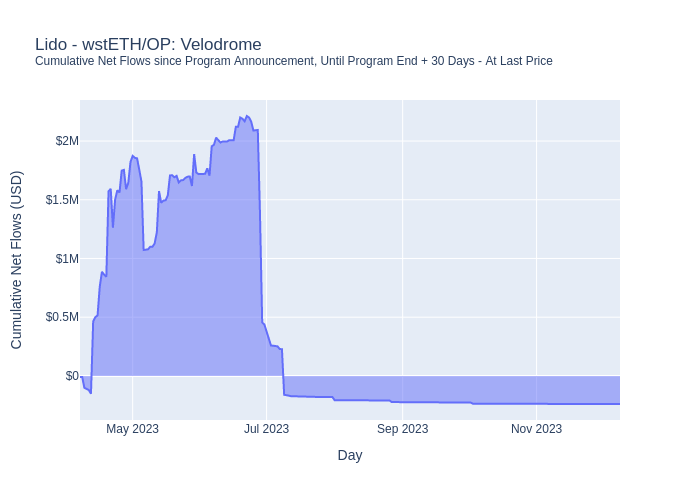 Lido - wstETH/OP: Velodrome
Cumulative Net Flows since Program Announcement, Until Program End + 30 Days - At Last Price
Cumulative Net Flows (USD)
$2M
$1.5M
$1M
$0.5M
$0
May 2023
Jul 2023
Sep 2023
Nov 2023
Day